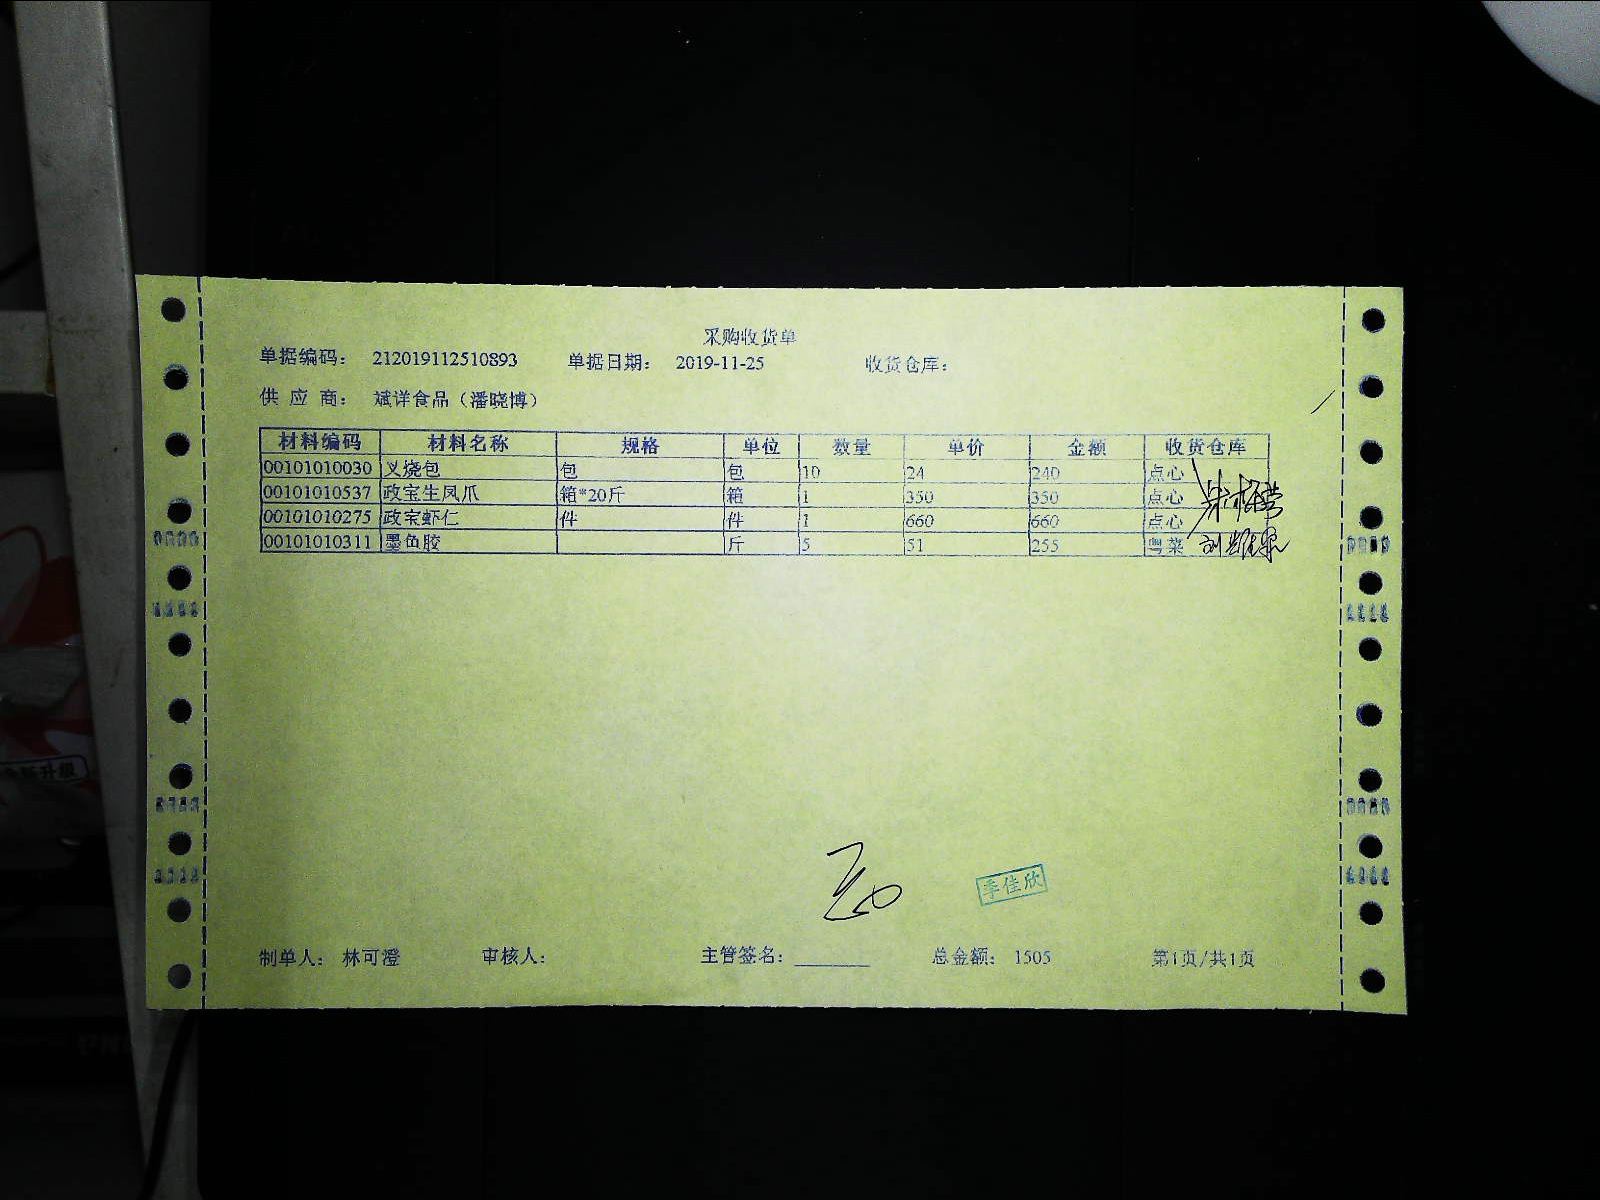 采购收货单
单据编码： 212019112510893 单据日期： 2019-11-25 收货仓库：
供 应 商： 斌洋食品（潘晓博）
材料编码 材料名称 规格 单位 数量 单价 金额 收货仓库
00101010030 叉烧包 包 包 10 24 240 点心
00101010537 政宝生凤爪 箱*20斤 箱 1 350 350 点心
00101010275 政宝虾仁 件 件 1 660 660 点心
00101010311 墨鱼胶 斤 5 51 255 粤菜
季佳欣
制单人： 林可澄 审核人： 主管签名：________ 总金额： 1505 第1页/共1页